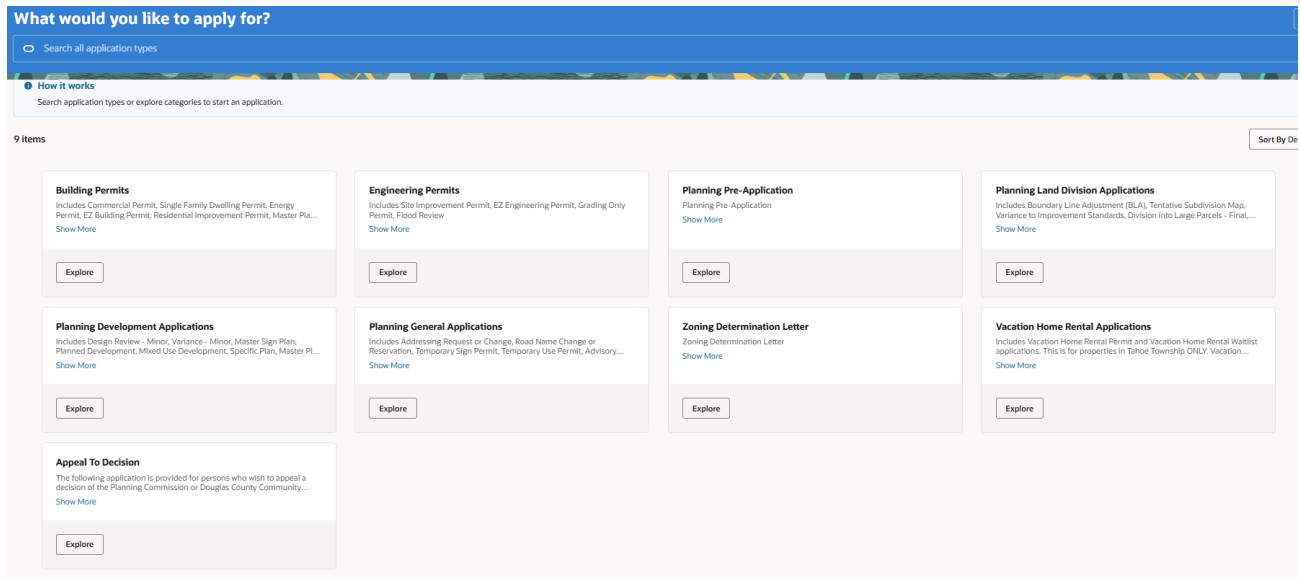 What would you like to apply for?
Search all application types
How it works
Search application types or explore categories to start an application.
9 items
Sort By De
Building Permits
Includes Commercial Permit, Single Family Dwelling Permit, Energy
Permit, EZ Building Permit, Residential Improvement Permit, Master Pla...
Show More
Explore
Engineering Permits
Includes Site Improvement Permit, EZ Engineering Permit, Grading Only
Permit, Flood Review
Show More
Explore
Planning Pre-Application
Planning Pre-Application
Show More
Explore
Planning Land Division Applications
Includes Boundary Line Adjustment (BLA), Tentative Subdivision Map,
Variance to Improvement Standards, Division into Large Parcels - Final,...
Show More
Explore
Planning Development Applications
Includes Design Review - Minor, Variance - Minor, Master Sign Plan,
Planned Development, Mixed Use Development, Specific Plan, Master Pl...
Show More
Explore
Planning General Applications
Includes Addressing Request or Change, Road Name Change or
Reservation, Temporary Sign Permit, Temporary Use Permit, Advisory...
Show More
Explore
Zoning Determination Letter
Zoning Determination Letter
Show More
Explore
Vacation Home Rental Applications
Includes Vacation Home Rental Permit and Vacation Home Rental Waitlist
applications. This is for properties in Tahoe Township ONLY. Vacation...
Show More
Explore
Appeal To Decision
The following application is provided for persons who wish to appeal a
decision of the Planning Commission or Douglas County Community...
Show More
Explore